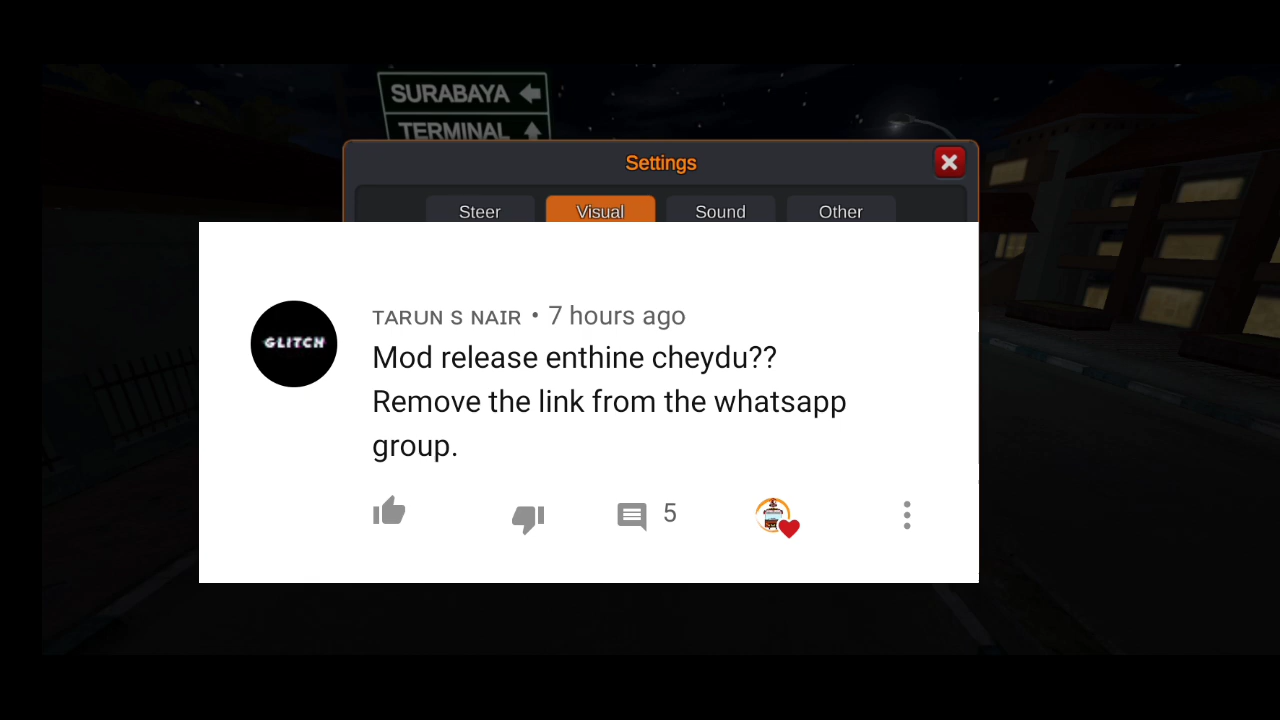 SURABAYA
TERMINAL
Settings
Steer Visual Sound Other
GLITCH
TARUN S NAIR • 7 hours ago
Mod release enthine cheydu??
Remove the link from the whatsapp
group.
5